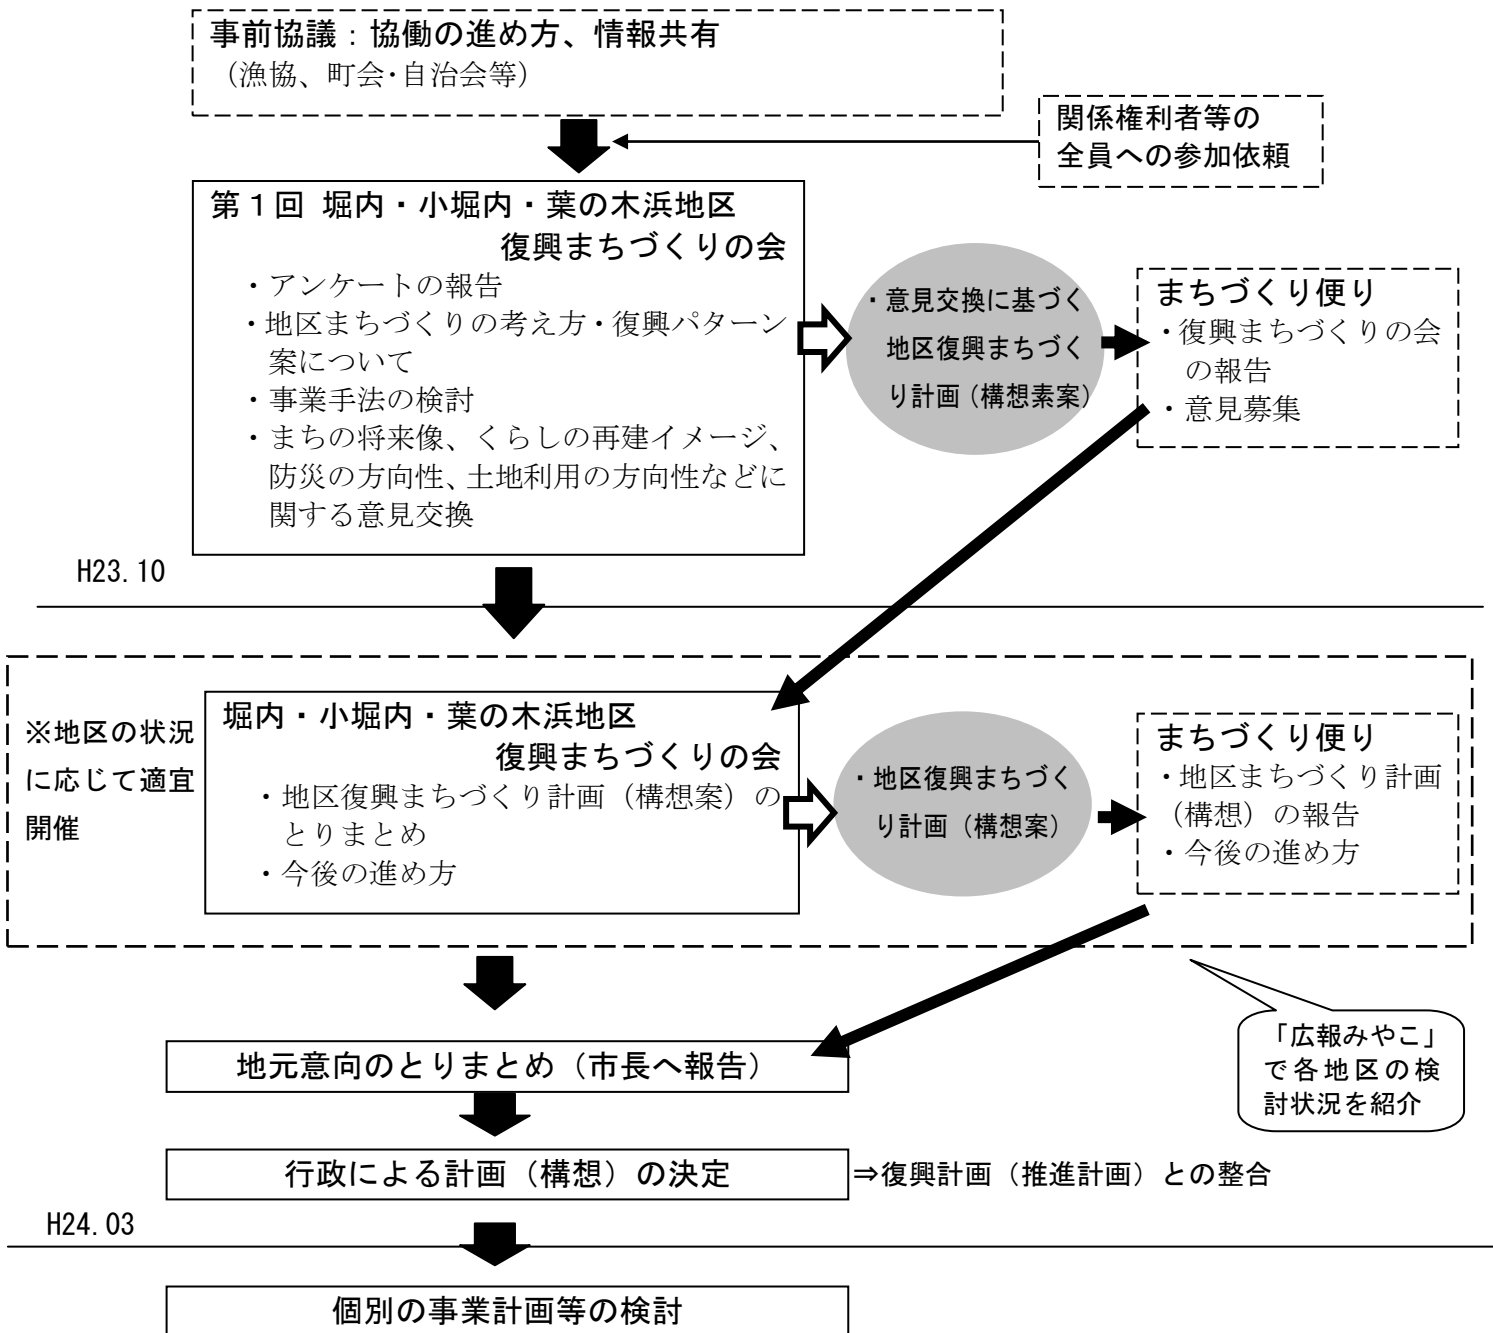 事前協議：協働の進め方、情報共有
（漁協、町会・自治会等）
関係権利者等の
全員への参加依頼
第１回 堀内・小堀内・葉の木浜地区
復興まちづくりの会
・アンケートの報告
・地区まちづくりの考え方・復興パターン
案について
・事業手法の検討
・まちの将来像、くらしの再建イメージ、
防災の方向性、土地利用の方向性などに
関する意見交換
・意見交換に基づく
地区復興まちづく
り計画（構想素案）
まちづくり便り
・復興まちづくりの会
の報告
・意見募集
H23.10
※地区の状況
に応じて適宜
開催
堀内・小堀内・葉の木浜地区
復興まちづくりの会
・地区復興まちづくり計画（構想案）の
とりまとめ
・今後の進め方
・地区復興まちづく
り計画（構想案）
まちづくり便り
・地区まちづくり計画
（構想）の報告
・今後の進め方
「広報みやこ」
で各地区の検
討状況を紹介
地元意向のとりまとめ（市長へ報告）
行政による計画（構想）の決定
⇒復興計画（推進計画）との整合
H24.03
個別の事業計画等の検討